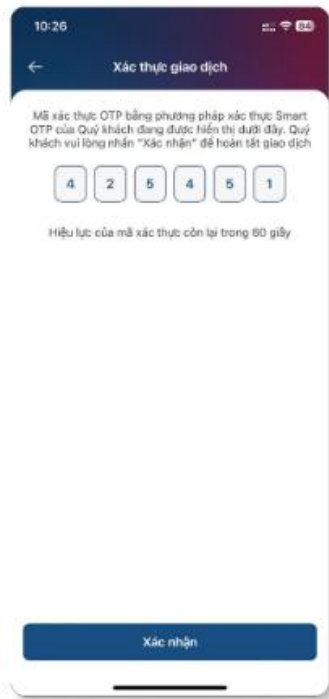 10:26
84
Xác thực giao dịch
Mã xác thực OTP bằng phương pháp xác thực Smart
OTP của Quý khách đang được hiển thị dưới đây. Quý
khách vui lòng nhấn "Xác nhận" để hoàn tất giao dịch
4 2 5 4 5 1
Hiệu lực của mã xác thực còn lại trong 60 giây
Xác nhận